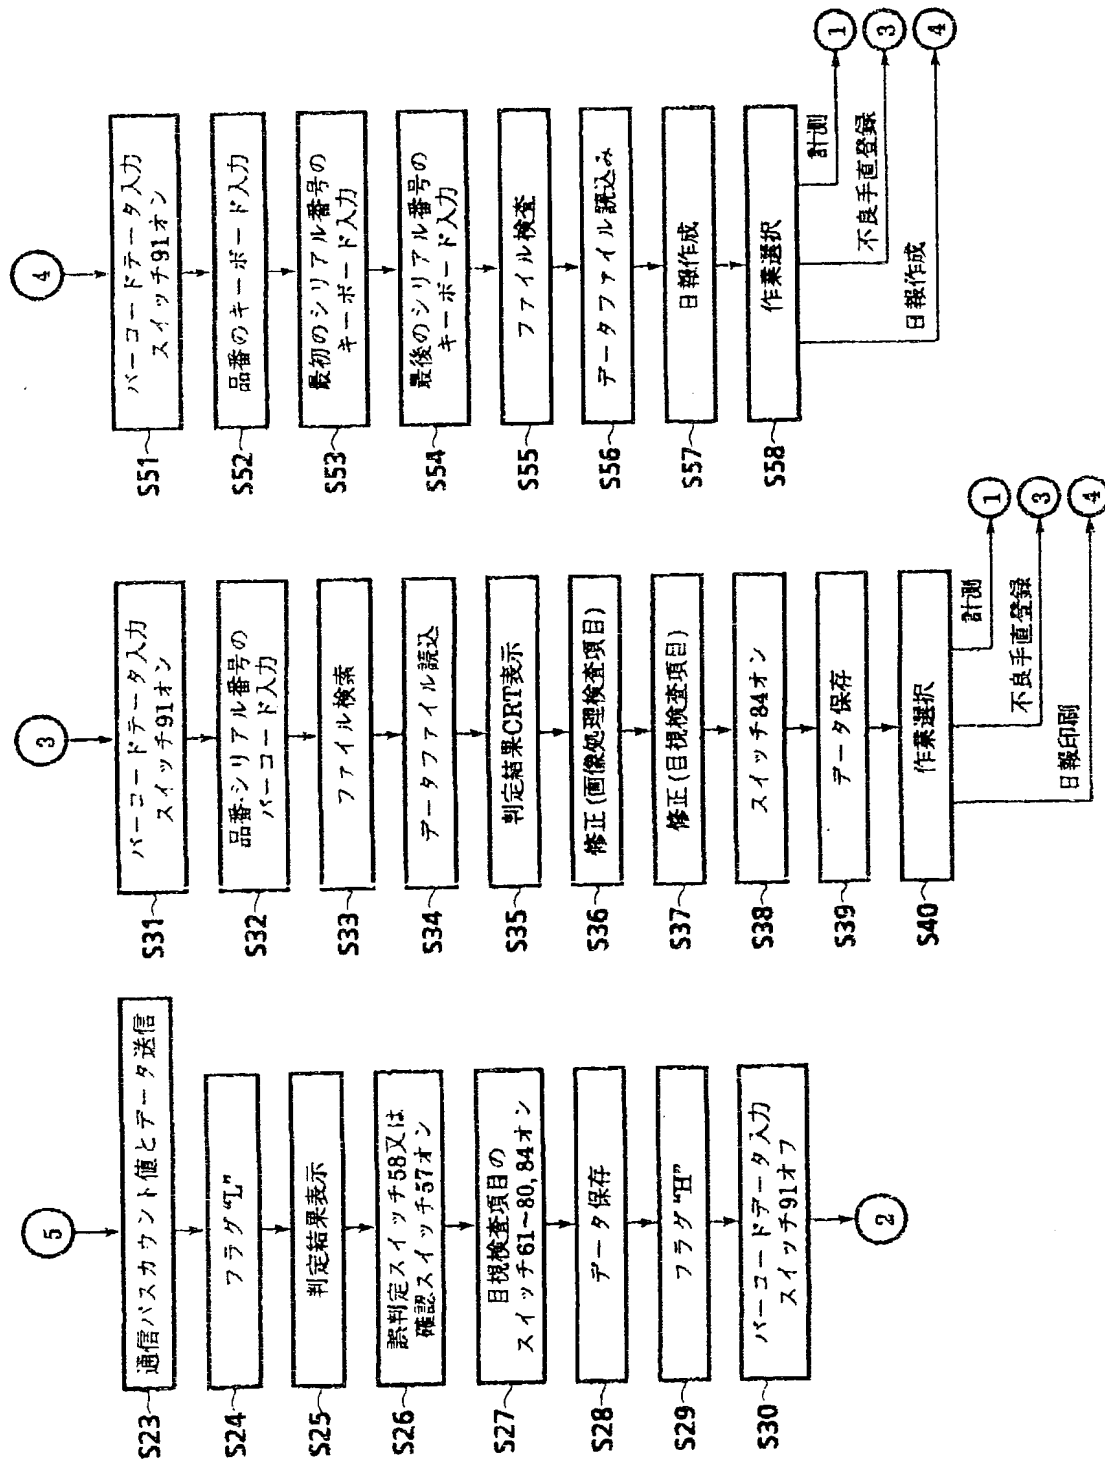 5
S23
通信パスカウント値とデータ送信
S24
フラグ"L"
S25
判定結果表示
S26
誤判定スイッチ58又は
確認スイッチ57オン
S27
目視検査項目の
スイッチ61~80,84オン
S28
データ保存
S29
フラグ"H"
S30
バーコードデータ入力
スイッチ91オフ
2
3
S31
バーコードデータ入力
スイッチ91オン
S32
品番·シリアル番号の
バーコード入力
S33
ファイル検索
S34
データファイル読込
S35
判定結果CRT表示
S36
修正(画像処理検査項目)
S37
修正(目視検査項目)
S38
スイッチ84オン
S39
データ保存
S40
作業選択
計測
1
不良手直登録
3
日報印刷
4
4
S51
バーコードデータ入力
スイッチ91オン
S52
品番のキーボード入力
S53
最初のシリアル番号の
キーボード入力
S54
最後のシリアル番号の
キーボード入力
S55
ファイル検査
S56
データファイル読込み
S57
日報作成
S58
作業選択
計測
1
不良手直登録
3
日報作成
4